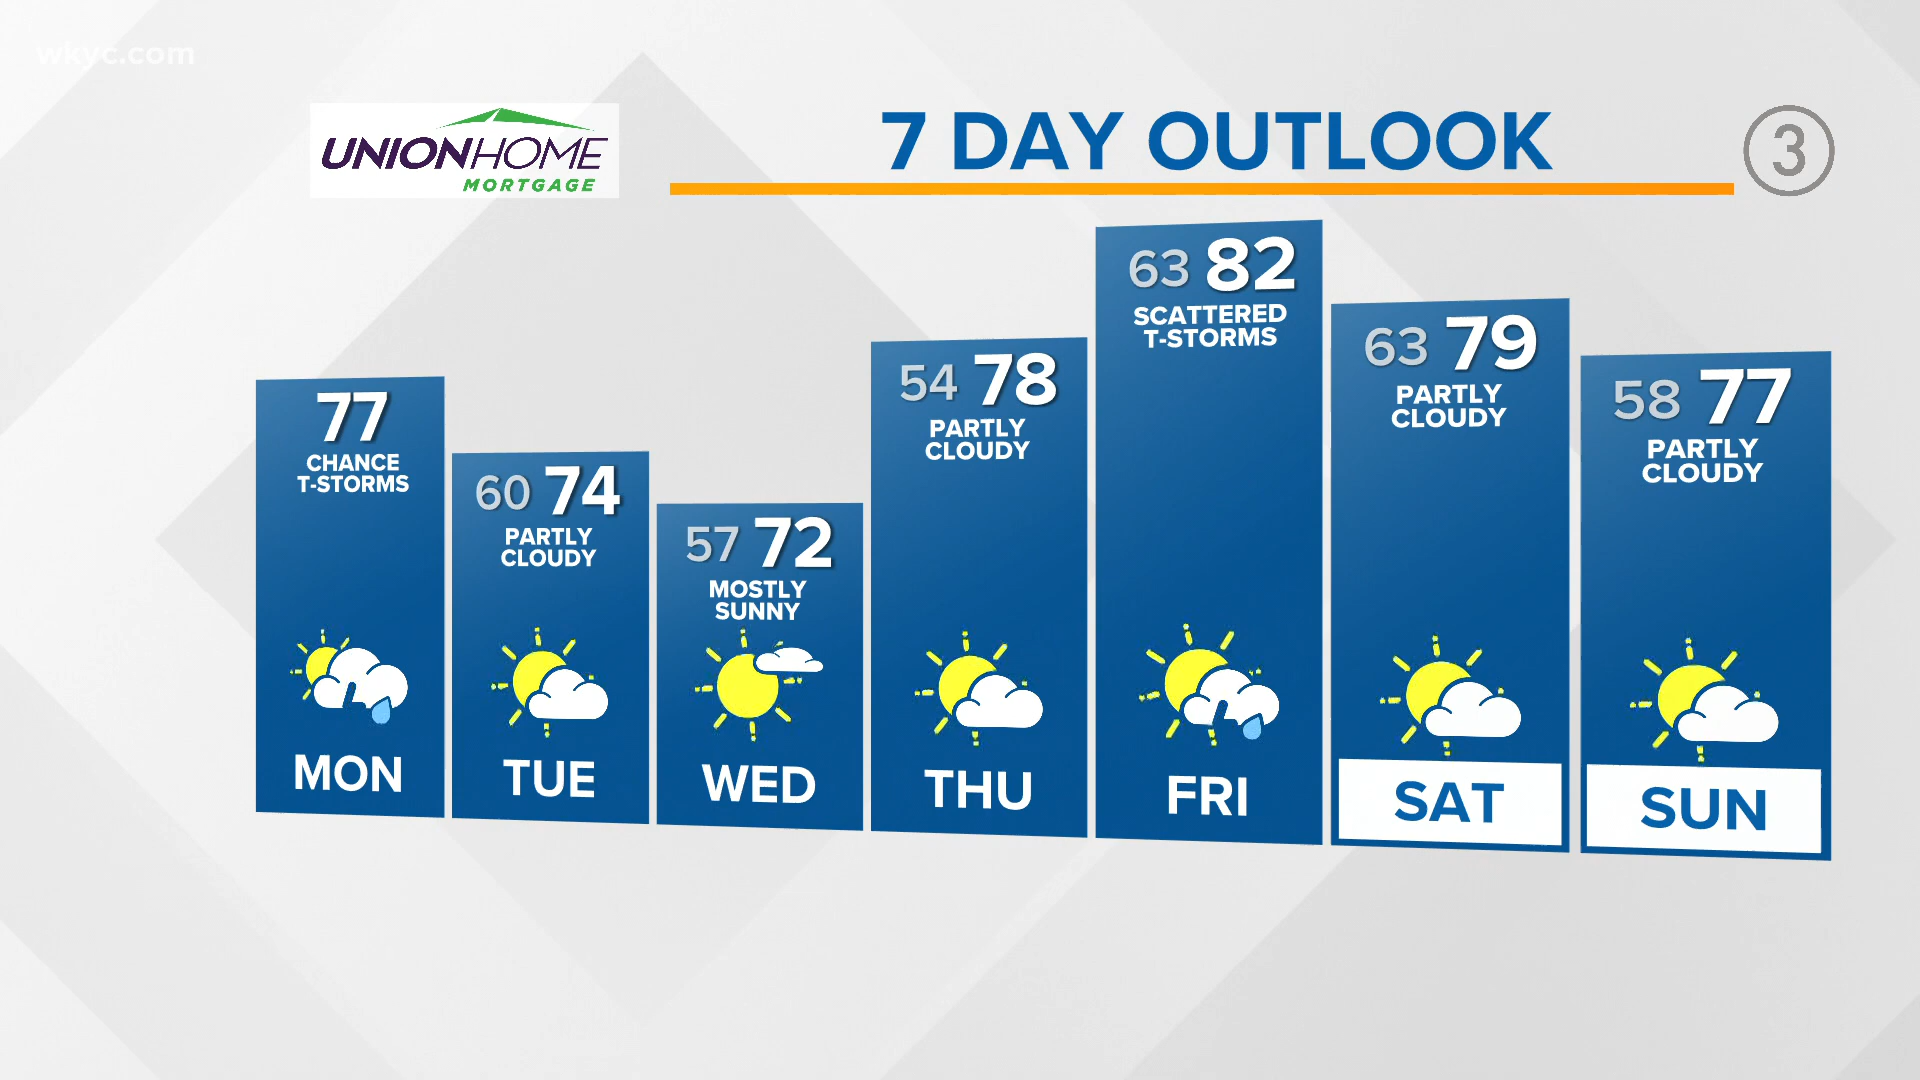 wkyc.com
UNIONHOME
MORTGAGE
7 DAY OUTLOOK
3
77
CHANCE
T-STORMS
MON
60 74
PARTLY
CLOUDY
TUE
57 72
MOSTLY
SUNNY
WED
54 78
PARTLY
CLOUDY
THU
63 82
SCATTERED
T-STORMS
FRI
63 79
PARTLY
CLOUDY
SAT
58 77
PARTLY
CLOUDY
SUN